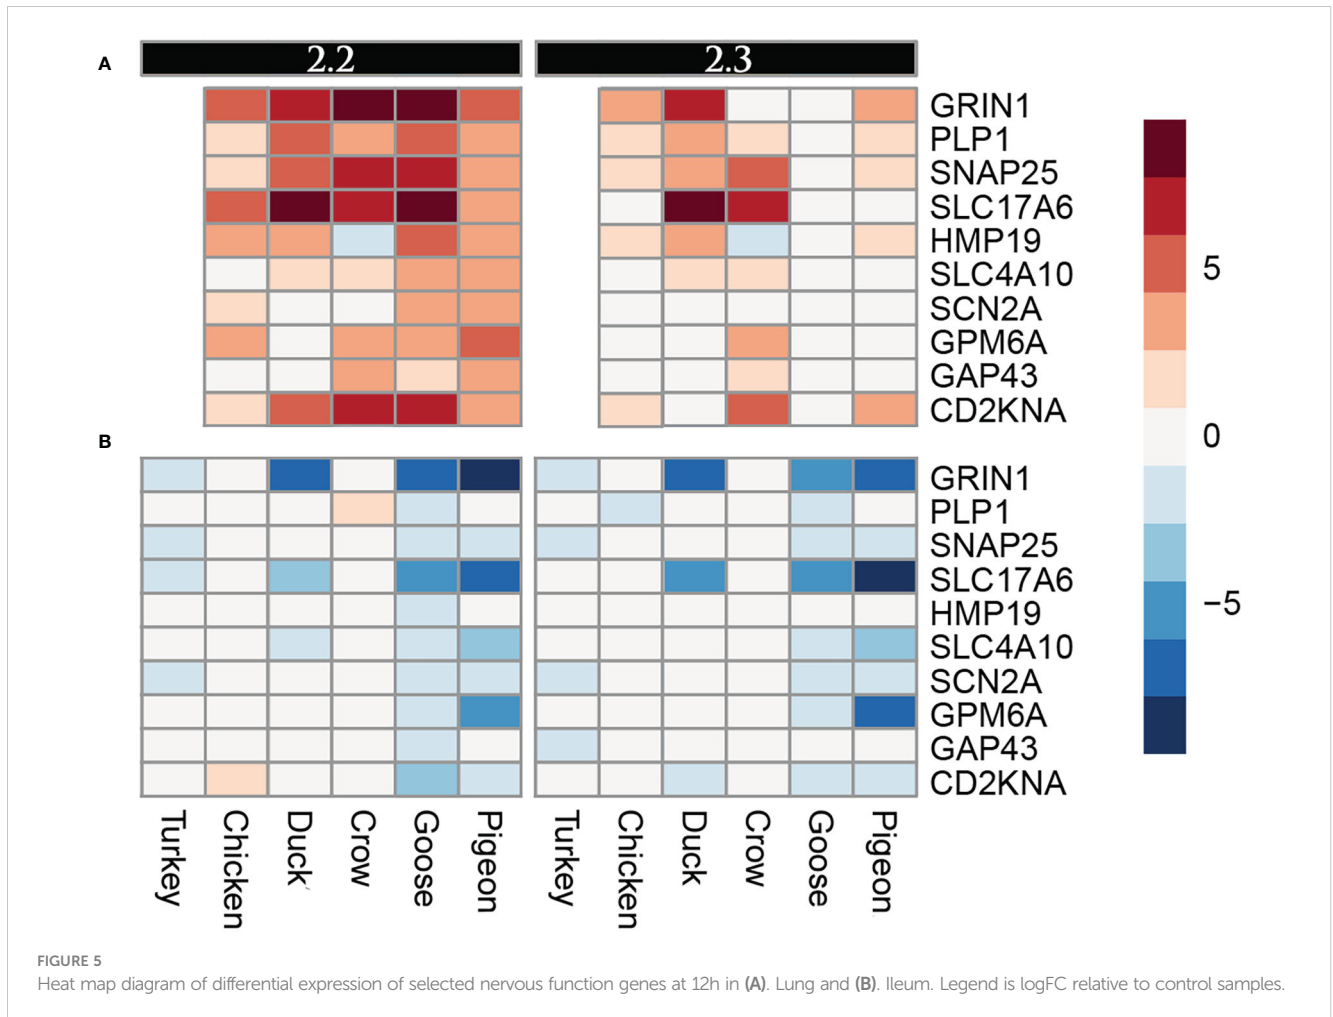 A
2.2
2.3
GRIN1
PLP1
SNAP25
SLC17A6
HMP19
SLC4A10
SCN2A
GPM6A
GAP43
CD2KNA
5
0
−5
B
GRIN1
PLP1
SNAP25
SLC17A6
HMP19
SLC4A10
SCN2A
GPM6A
GAP43
CD2KNA
Turkey
Chicken
Duck
Crow
Goose
Pigeon
Turkey
Chicken
Duck
Crow
Goose
Pigeon
FIGURE 5
Heat map diagram of differential expression of selected nervous function genes at 12h in (A). Lung and (B). Ileum. Legend is logFC relative to control samples.